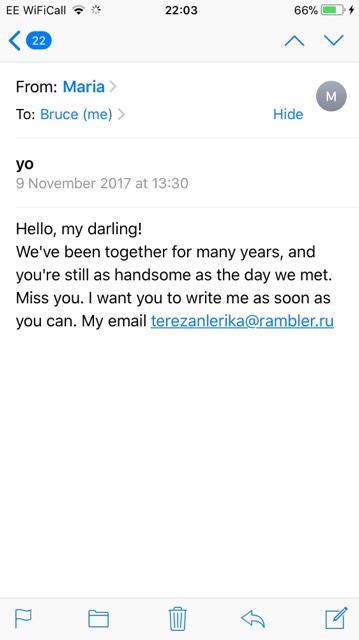 EE WiFiCall 22:03 66%
22
From: Maria
M
To: Bruce (me) Hide
yo
9 November 2017 at 13:30
Hello, my darling!
We've been together for many years, and
you're still as handsome as the day we met.
Miss you. I want you to write me as soon as
you can. My email terezanlerika@rambler.ru